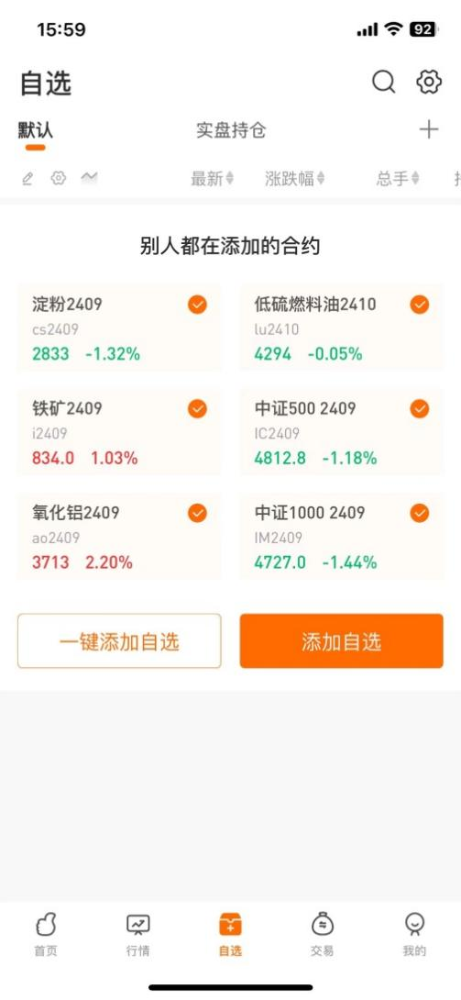 15:59 92
自选
默认 实盘持仓
最新 涨跌幅 总手
别人都在添加的合约
淀粉2409
cs2409
2833 -1.32%
低硫燃料油2410
lu2410
4294 -0.05%
铁矿2409
i2409
834.0 1.03%
中证500 2409
IC2409
4812.8 -1.18%
氧化铝2409
ao2409
3713 2.20%
中证1000 2409
IM2409
4727.0 -1.44%
一键添加自选 添加自选
首页 行情 自选 交易 我的